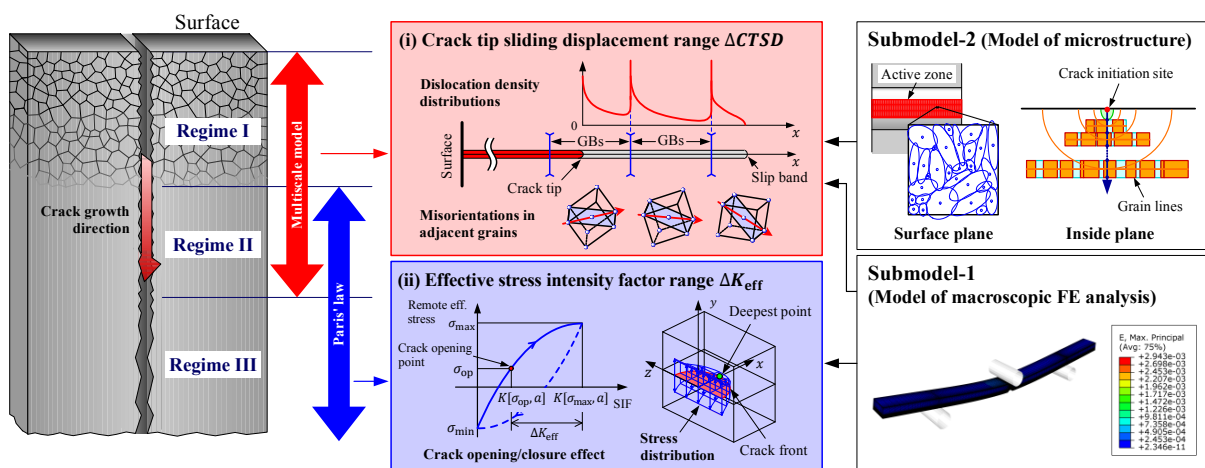 Surface
Regime I
Crack growth
direction
Regime II
Regime III
Multiscale model
Paris' law
(i) Crack tip sliding displacement range ΔCTSD
Dislocation density
distributions
0
x
GBs
GBs
Surface
x
Crack tip
Slip band
Misorientations in
adjacent grains
(ii) Effective stress intensity factor range ΔKeff
Remote eff.
stress
σmax
Crack opening
point
σop
K[σop, a]
K[σmax, a]
SIF
σmin
ΔKeff
Crack opening/closure effect
y
Deepest point
x
z
Stress
distribution
Crack front
Submodel-2 (Model of microstructure)
Active zone
Crack initiation site
Grain lines
Surface plane
Inside plane
Submodel-1
(Model of macroscopic FE analysis)
E, Max. Principal
(Avg: 75%)
+2.943e-03
+2.698e-03
+2.453e-03
+2.207e-03
+1.962e-03
+1.717e-03
+1.472e-03
+1.226e-03
+9.811e-04
+7.358e-04
+4.905e-04
+2.453e-04
+2.346e-11